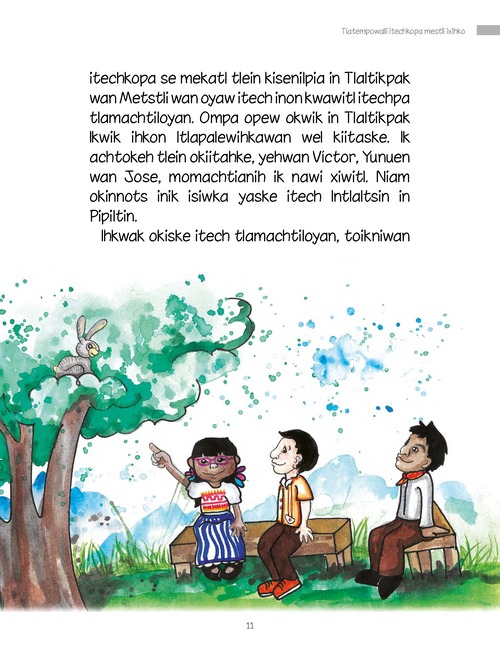 Tlatempowalli itechkopa mestli ixihko
itechkopa se mekatl tlein kisenilpia in Tlaltikpak
wan Metstli wan oyaw itech inon kwawitl itechpa
tlamachtiloyan. Ompa opew okwik in Tlaltikpak
Ikwik ihkon Itlapalewihkawan wel kiitaske. Ik
achtokeh tlein okiitahke, yehwan Victor, Yunuen
wan Jose, momachtianih ik nawi xiwitl. Niam
okinnots inik isiwka yaske itech Intlaltsin in
Pipiltin.
Ihkwak okiske itech tlamachtiloyan, toikniwan
11